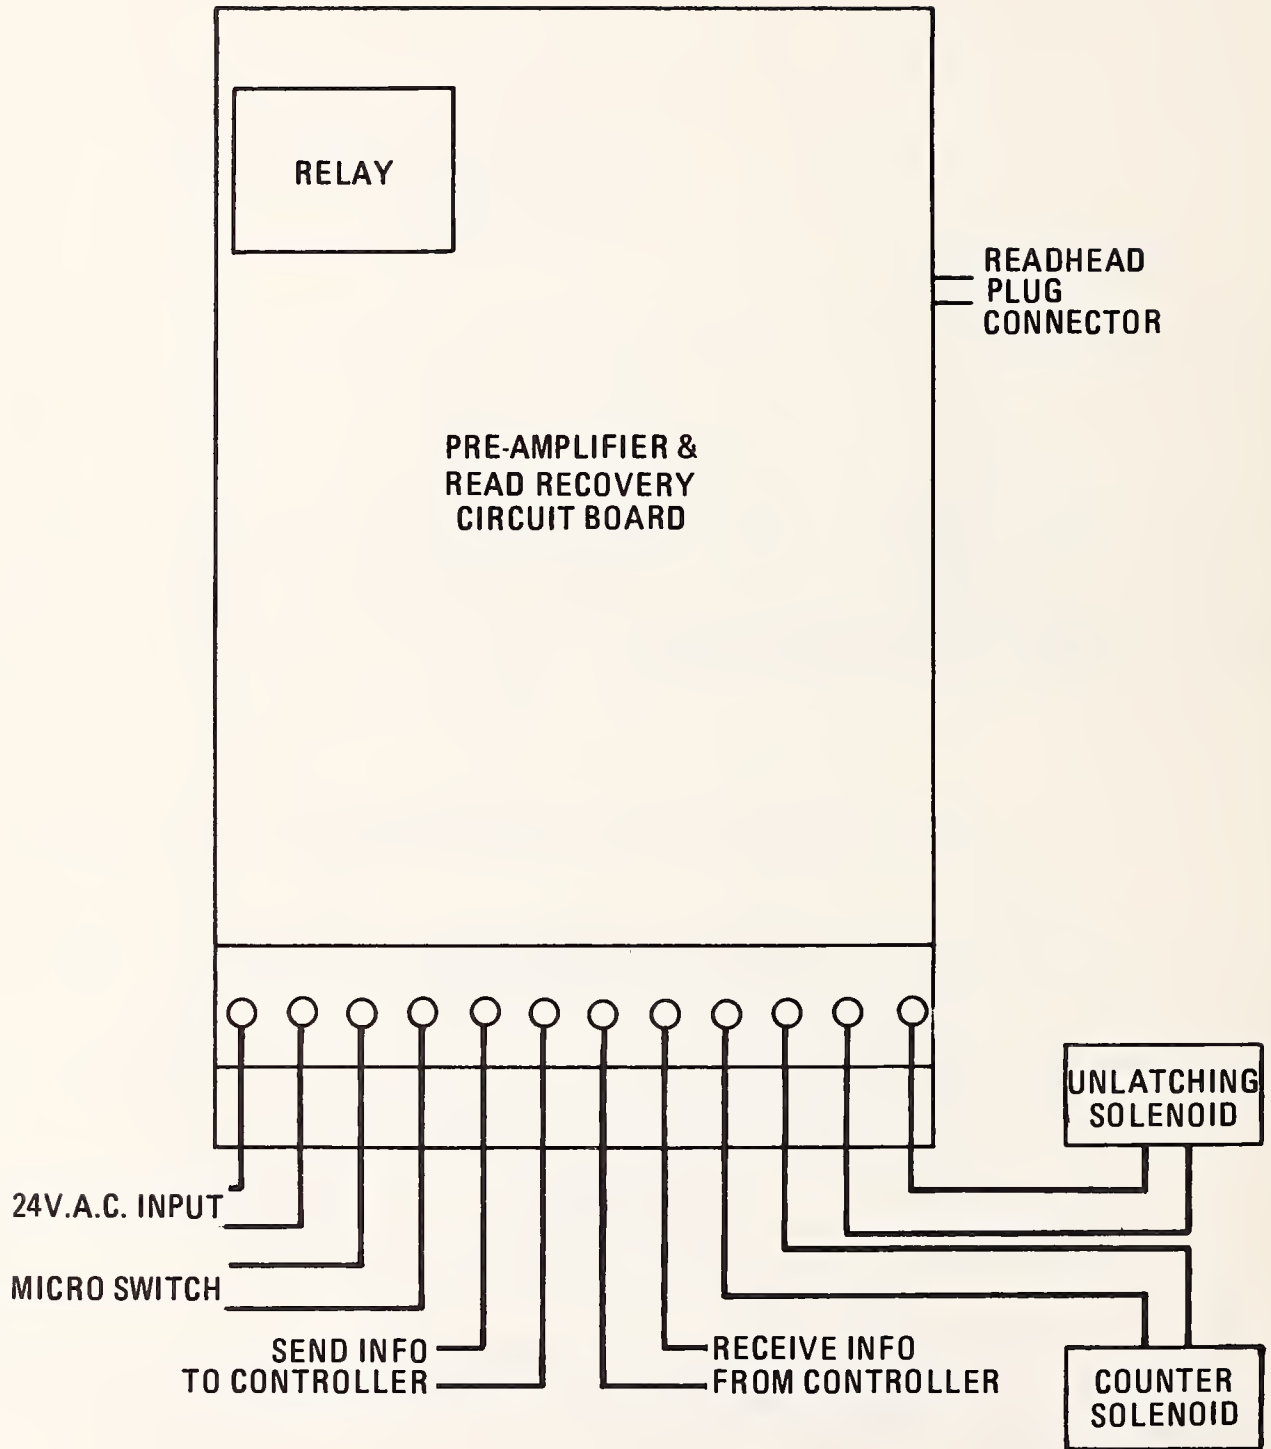 RELAY
READHEAD
PLUG
CONNECTOR
PRE-AMPLIFIER &
READ RECOVERY
CIRCUIT BOARD
UNLATCHING
SOLENOID
24V.A.C. INPUT
MICRO SWITCH
SEND INFO
TO CONTROLLER
RECEIVE INFO
FROM CONTROLLER
COUNTER
SOLENOID